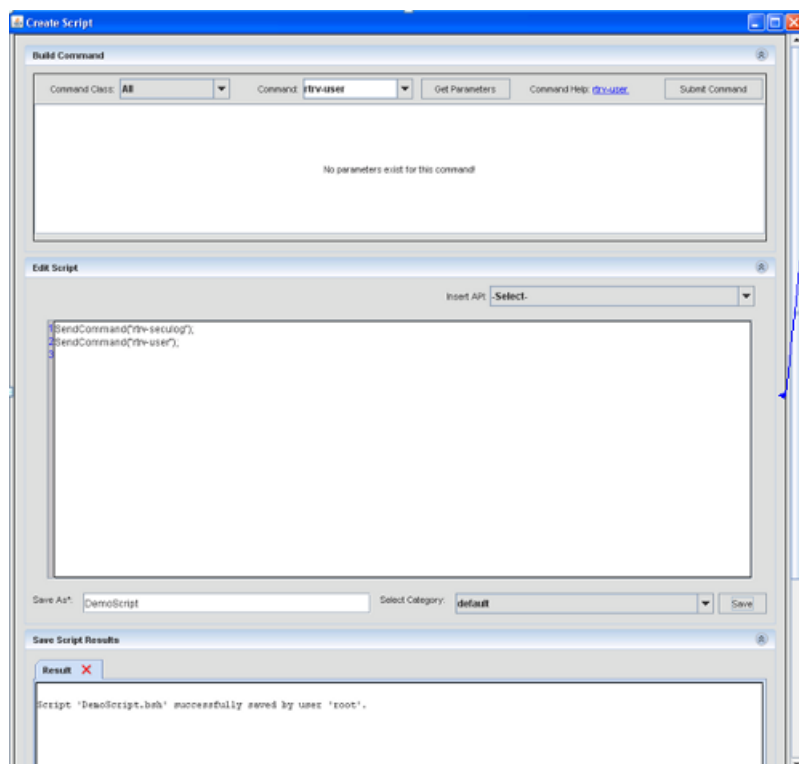 Create Script
Build Command
Command Class: All Command: rtrv-user Get Parameters Command Help: rtrv-user Submit Command
No parameters exist for this command!
Edit Script
Insert API: -Select-
1 SendCommand("rtrv-seculog");
2 SendCommand("rtrv-user");
3
Save As*: DemoScript Select Category: default Save
Save Script Results
Result
Script 'DemoScript.bsh' successfully saved by user 'root'.